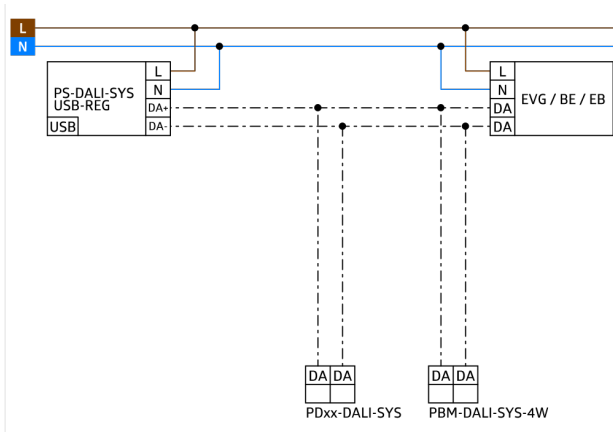 L
N
PS-DALI-SYS
USB-REG
USB
L
N
DA+
DA-
L
N
DA
DA
EVG / BE / EB
DA DA
PDxx-DALI-SYS
DA DA
PBM-DALI-SYS-4W